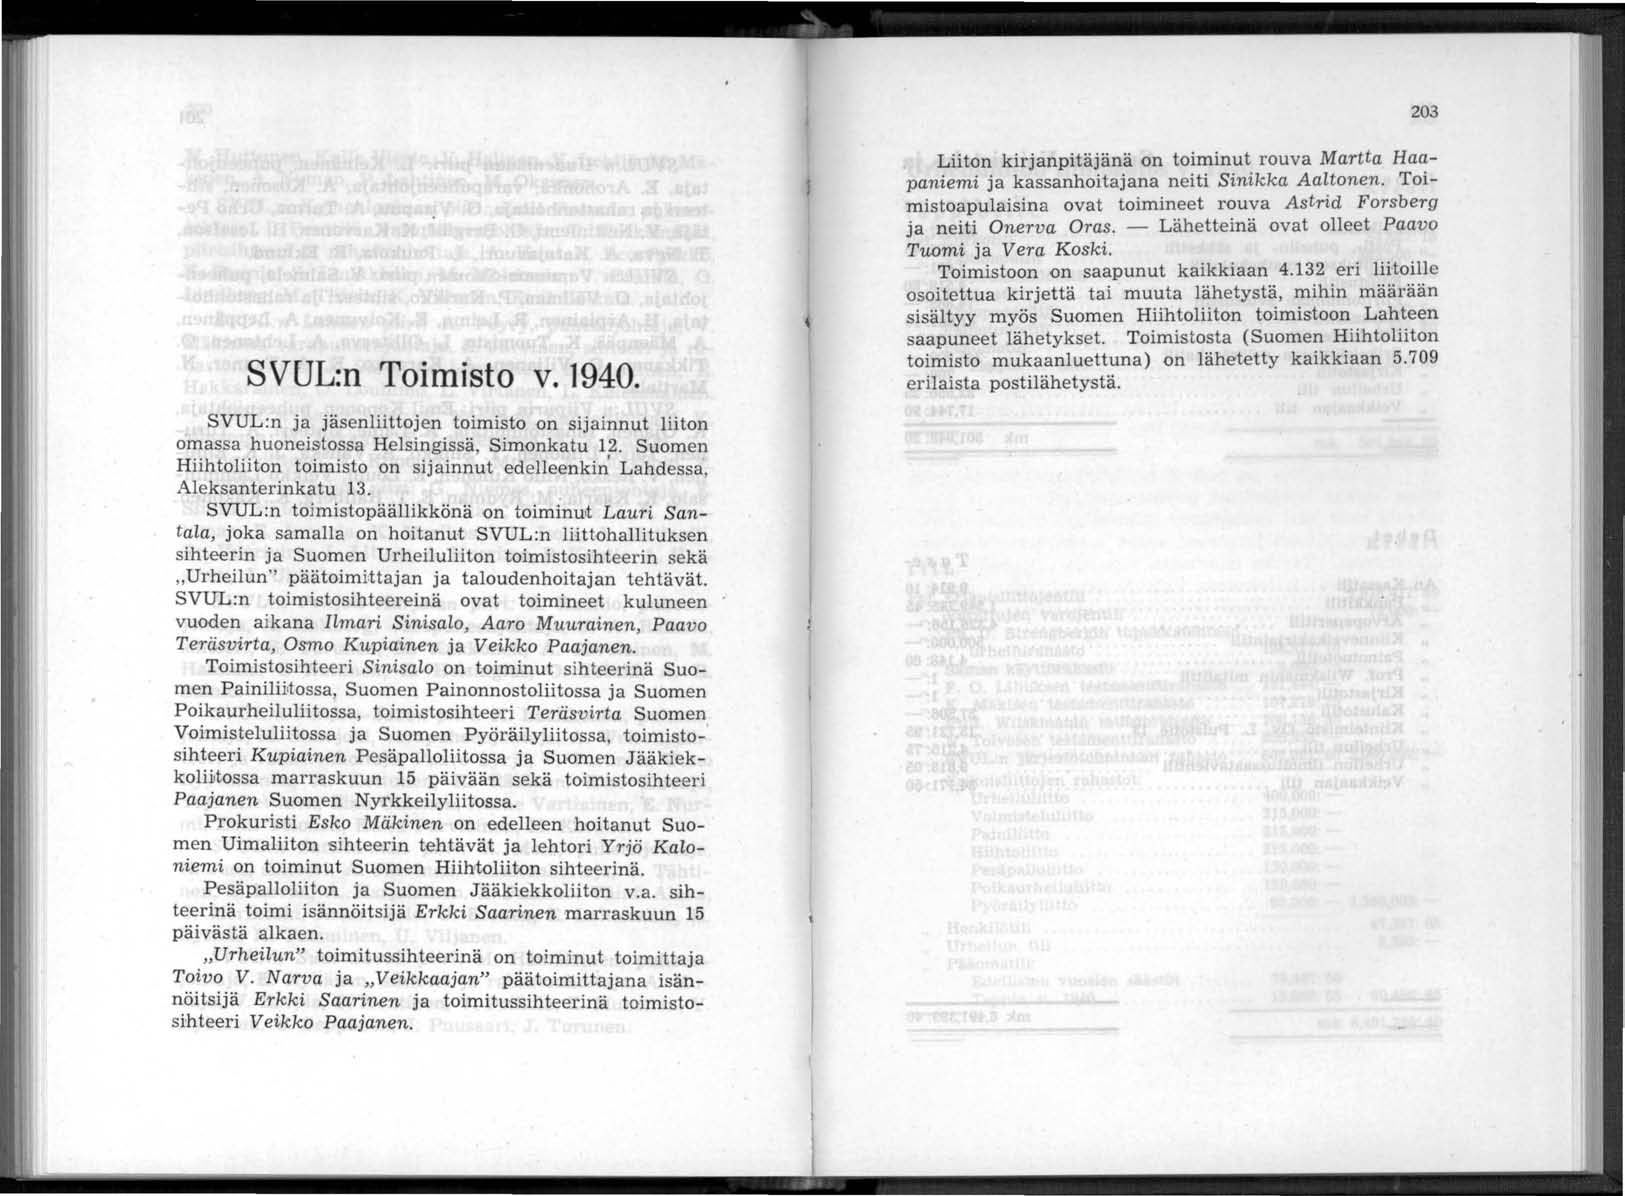 SVUL:n Toimisto v. 1940.
SVUL:n ja jäsenliittojen toimisto on sijainnut liiton
omassa huoneistossa Helsingissä, Simonkatu 12. Suomen
Hiihtoliiton toimisto on sijainnut edelleenkin Lahdessa,
Aleksanterinkatu 13.
SVUL:n toimistopäällikkönä on toiminut Lauri San-
tala, joka samalla on hoitanut SVUL:n liittohallituksen
sihteerin ja Suomen Urheiluliiton toimistosihteerin sekä
„Urheilun” päätoimittajan ja taloudenhoitajan tehtävät.
SVUL:n toimistosihteereinä ovat toimineet kuluneen
vuoden aikana Ilmari Sinisalo, Aaro Muurainen, Paavo
Teräsvirta, Osmo Kupiainen ja Veikko Paajanen.
Toimistosihteeri Sinisalo on toiminut sihteerinä Suo-
men Painiliitossa, Suomen Painonnostoliitossa ja Suomen
Poikaurheiluliitossa, toimistosihteeri Teräsvirta Suomen
Voimisteluliitossa ja Suomen Pyöräilyliitossa, toimisto-
sihteeri Kupiainen Pesäpalloliitossa ja Suomen Jääkiek-
koliitossa marraskuun 15 päivään sekä toimistosihteeri
Paajanen Suomen Nyrkkeilyliitossa.
Prokuristi Esko Mäkinen on edelleen hoitanut Suo-
men Uimaliiton sihteerin tehtävät ja lehtori Yrjö Kalo-
niemi on toiminut Suomen Hiihtoliiton sihteerinä.
Pesäpalloliiton ja Suomen Jääkiekkoliiton v.a. sih-
teerinä toimi isännöitsijä Erkki Saarinen marraskuun 15
päivästä alkaen.
„Urheilun” toimitussihteerinä on toiminut toimittaja
Toivo V. Narva ja „Veikkaajan” päätoimittajana isän-
nöitsijä Erkki Saarinen ja toimitussihteerinä toimisto-
sihteeri Veikko Paajanen.
203
Liiton kirjanpitäjänä on toiminut rouva Martta Haa-
paniemi ja kassanhoitajana neiti Sinikka Aaltonen. Toi-
mistoapulaisina ovat toimineet rouva Astrid Forsberg
ja neiti Onerva Oras. — Lähetteinä ovat olleet Paavo
Tuomi ja Vera Koski.
Toimistoon on saapunut kaikkiaan 4.132 eri liitoille
osoitettua kirjettä tai muuta lähetystä, mihin määrään
sisältyy myös Suomen Hiihtoliiton toimistoon Lahteen
saapuneet lähetykset. Toimistosta (Suomen Hiihtoliiton
toimisto mukaanluettuna) on lähetetty kaikkiaan 5.709
erilaista postilähetystä.